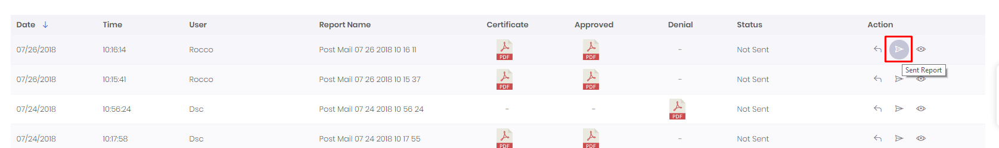 Date Time User Report Name Certificate Approved Denial Status Action
07/26/2018 10:16:14 Rocco Post Mail 07 26 2018 10 16 11 PDF PDF - Not Sent
Sent Report
07/26/2018 10:15:41 Rocco Post Mail 07 26 2018 10 15 37 PDF PDF - Not Sent
07/24/2018 10:56:24 Dsc Post Mail 07 24 2018 10 56 24 - - PDF Not Sent
07/24/2018 10:17:58 Dsc Post Mail 07 24 2018 10 17 55 PDF PDF - Not Sent